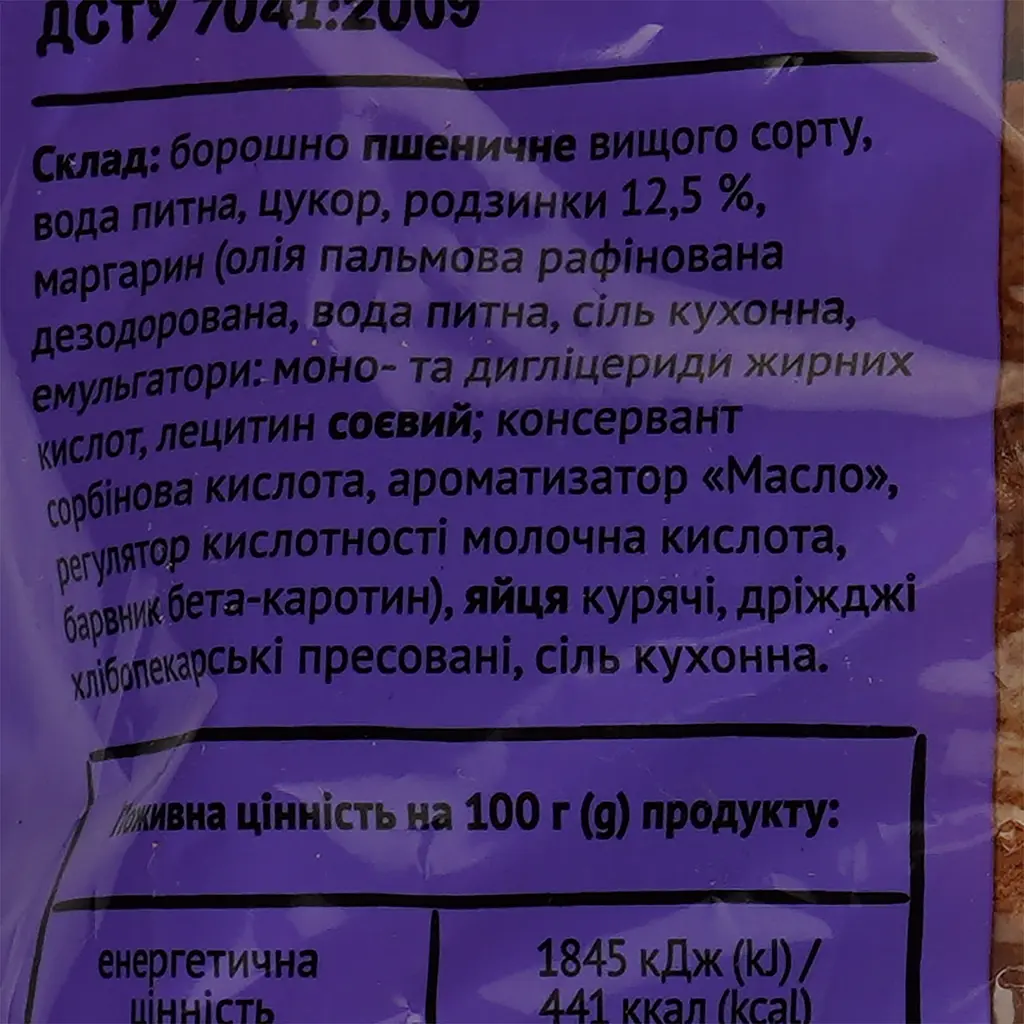 ДСТУ 7041:2009
Склад: борошно пшеничне вищого сорту,
вода питна, цукор, родзинки 12,5 %,
маргарин (олія пальмова рафінована
дезодорована, вода питна, сіль кухонна,
емульгатори: моно- та дигліцериди жирних
кислот, лецитин соєвий; консервант
сорбінова кислота, ароматизатор «Масло»,
регулятор кислотності молочна кислота,
барвник бета-каротин), яйця курячі, дріжджі
хлібопекарські пресовані, сіль кухонна.
Поживна цінність на 100 г (g) продукту:
енергетична
цінність
1845 кДж (kJ) /
441 ккал (kcal)